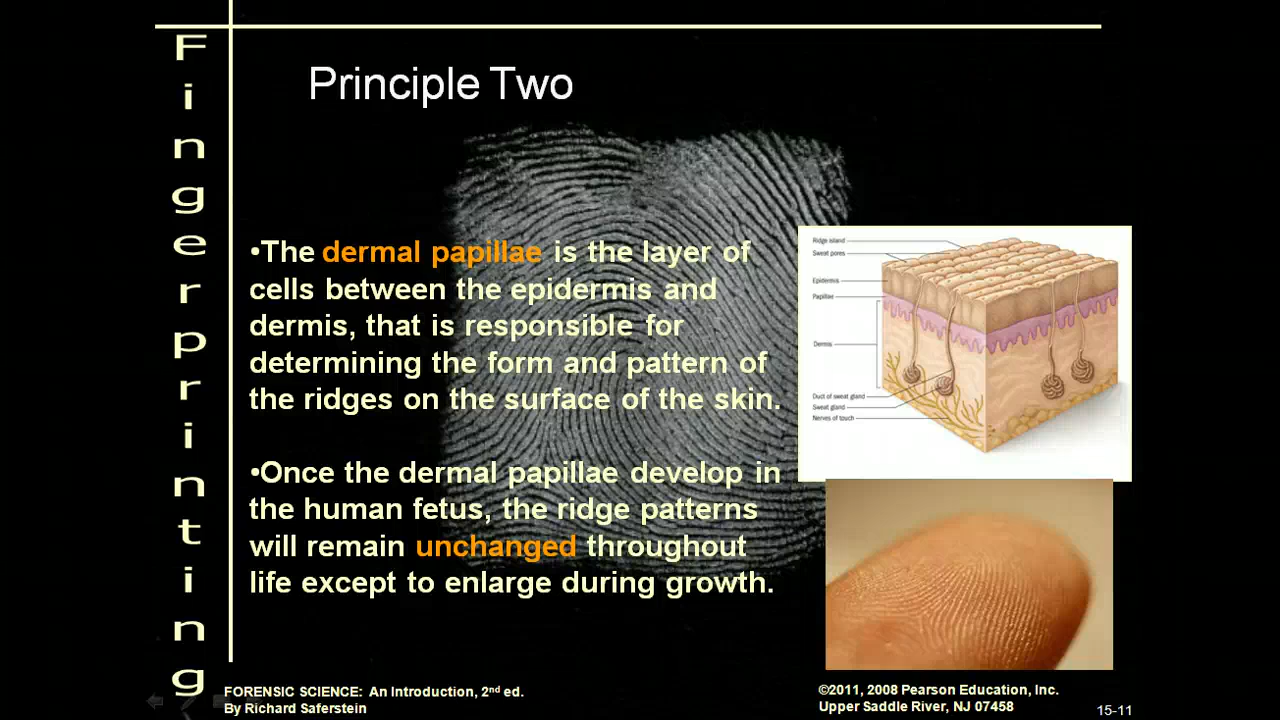 Fingerprinting
Principle Two
•The dermal papillae is the layer of
cells between the epidermis and
dermis, that is responsible for
determining the form and pattern of
the ridges on the surface of the skin.
•Once the dermal papillae develop in
the human fetus, the ridge patterns
will remain unchanged throughout
life except to enlarge during growth.
Ridge island
Sweat pores
Epidermis
Papillae
Dermis
Duct of sweat gland
Sweat gland
Nerves of touch
FORENSIC SCIENCE: An Introduction, 2nd ed.
By Richard Saferstein
©2011, 2008 Pearson Education, Inc.
Upper Saddle River, NJ 07458
15-11